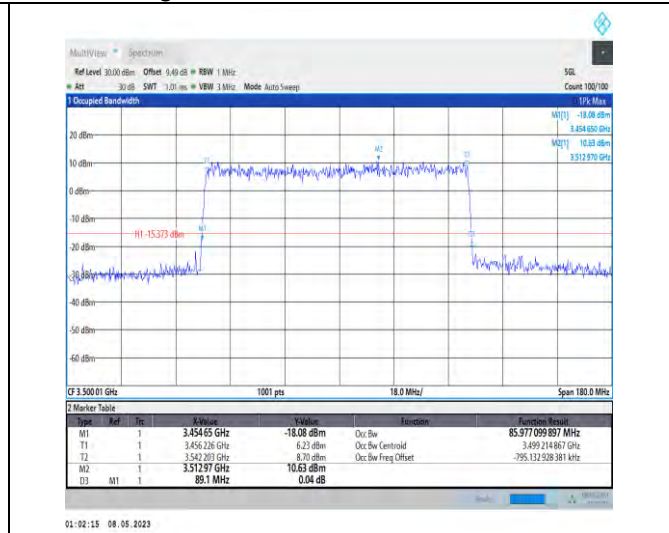 MultiView Spectrum
Ref Level 30.00 dBm Offset 9.49 dB RBW 1 MHz SGL
Att 30 dB SWT 1.01 ms VBW 3 MHz Mode Auto Sweep Count 100/100
1 Occupied Bandwidth 1Pk Max
M1[1] -18.08 dBm
3.454 650 GHz
20 dBm
M2[1] 10.63 dBm
3.512 970 GHz
M2
T1 T2
10 dBm
0 dBm
-10 dBm
M1
H1 -15.373 dBm
D3
-20 dBm
-30 dBm
-40 dBm
-50 dBm
-60 dBm
CF 3.500 01 GHz 1001 pts 18.0 MHz/ Span 180.0 MHz
2 Marker Table
Type Ref Trc X-Value Y-Value Function Function Result
M1 1 3.454 65 GHz -18.08 dBm Occ Bw 85.977 099 897 MHz
T1 1 3.456 226 GHz 6.23 dBm Occ Bw Centroid 3.499 214 867 GHz
T2 1 3.542 203 GHz 8.70 dBm Occ Bw Freq Offset -795.132 928 381 kHz
M2 1 3.512 97 GHz 10.63 dBm
D3 M1 1 89.1 MHz 0.04 dB
01:02:15 08.05.2023